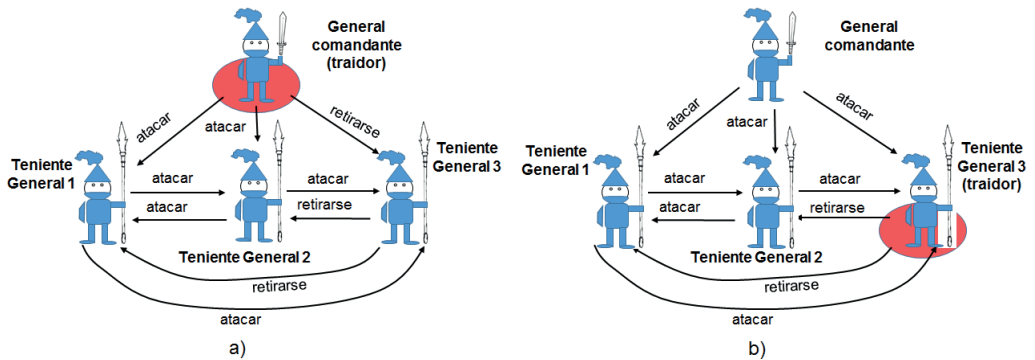 General
comandante
(traidor)
atacar
atacar
retirarse
Teniente
General 1
Teniente
General 3
atacar
atacar
atacar
retirarse
Teniente General 2
retirarse
atacar
a)
General
comandante
atacar
atacar
atacar
Teniente
General 1
Teniente
General 3
(traidor)
atacar
atacar
atacar
retirarse
Teniente General 2
retirarse
atacar
b)